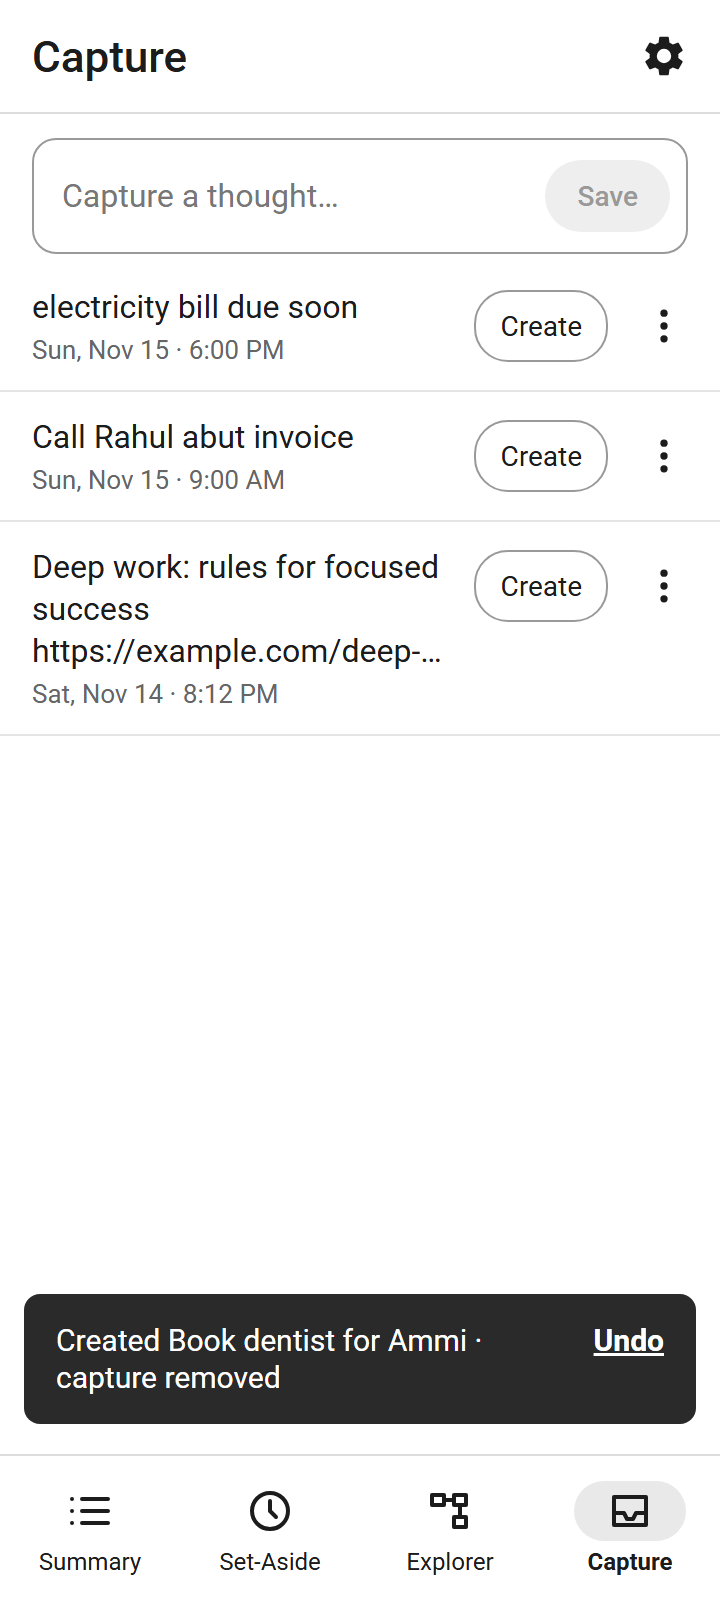 Capture
Capture a thought…
Save
electricity bill due soon
Sun, Nov 15 · 6:00 PM
Create
Call Rahul abut invoice
Sun, Nov 15 · 9:00 AM
Create
Deep work: rules for focused
success
https://example.com/deep-…
Sat, Nov 14 · 8:12 PM
Create
Created Book dentist for Ammi ·
capture removed
Undo
Summary
Set-Aside
Explorer
Capture